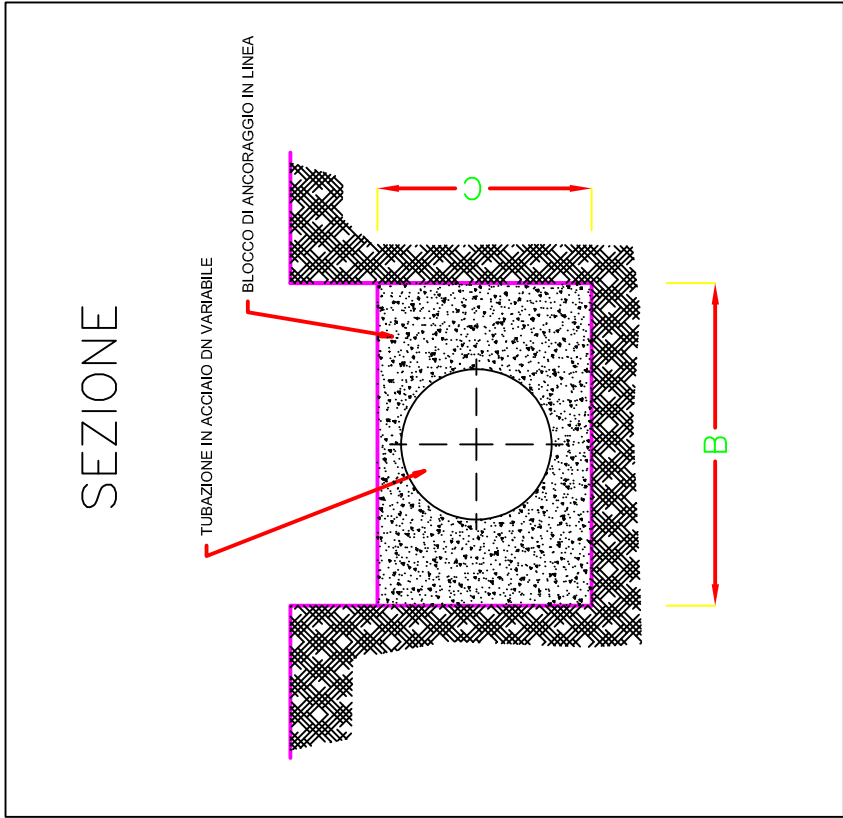 SEZIONE
TUBAZIONE IN ACCIAIO DN VARIABILE
BLOCCO DI ANCORAGGIO IN LINEA
C
B